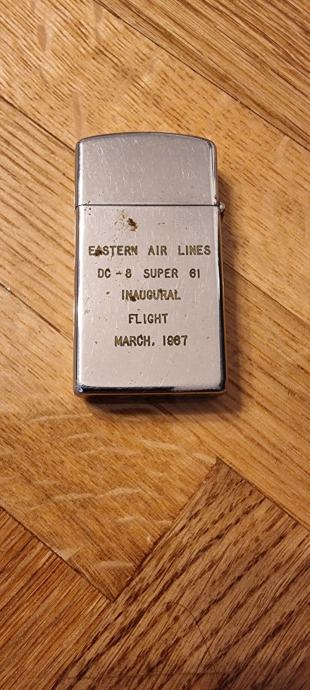 EASTERN AIR LINES
DC-8 SUPER 61
INAUGURAL
FLIGHT
MARCH, 1967